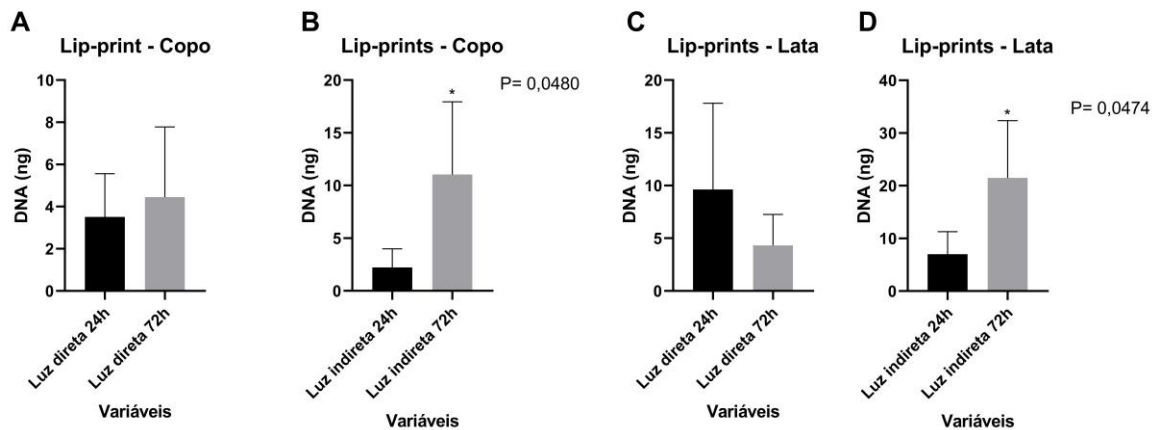 A
Lip-print - Copo
DNA (ng)
10
8
6
4
2
0
Luz direta 24h
Luz direta 72h
Variáveis
B
Lip-prints - Copo
P= 0,0480
DNA (ng)
20
15
10
5
0
*
Luz indireta 24h
Luz indireta 72h
Variáveis
C
Lip-prints - Lata
DNA (ng)
20
15
10
5
0
Luz direta 24h
Luz direta 72h
Variáveis
D
Lip-prints - Lata
P= 0,0474
DNA (ng)
40
30
20
10
0
*
Luz indireta 24h
Luz indireta 72h
Variáveis